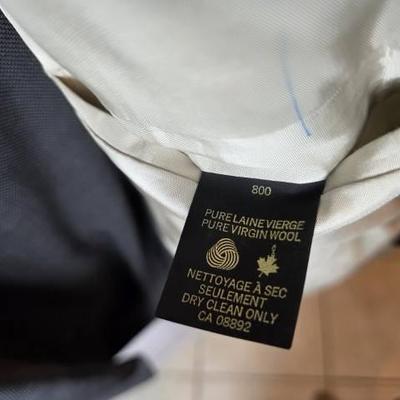 800
PURE LAINE VIERGE
PURE VIRGIN WOOL
NETTOYAGE À SEC
SEULEMENT
DRY CLEAN ONLY
CA 08892